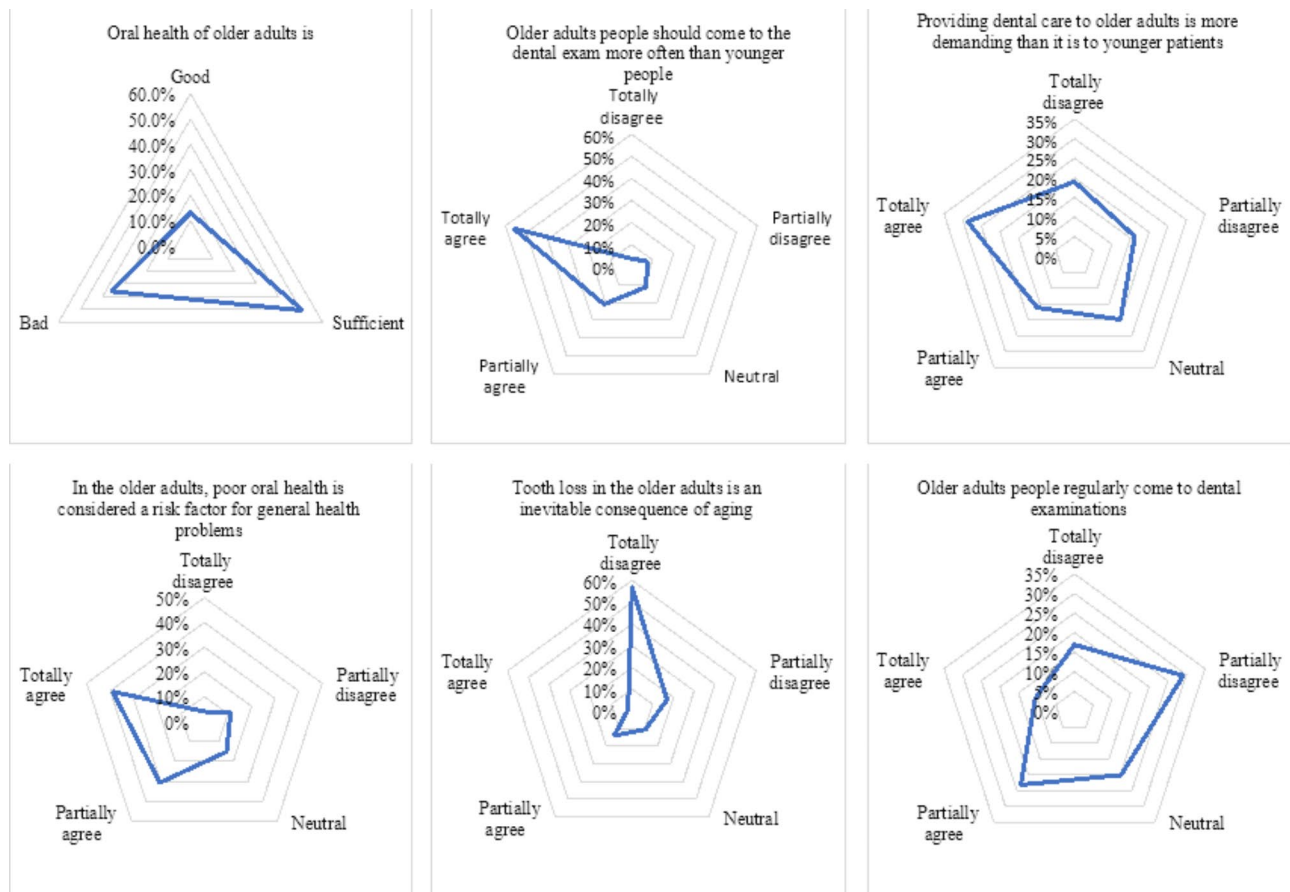 Oral health of older adults is
Good
60.0%
50.0%
40.0%
30.0%
20.0%
10.0%
0.0%
Bad
Sufficient
Older adults people should come to the
dental exam more often than younger
people
Totally
disagree
60%
50%
40%
30%
20%
10%
0%
Totally
agree
Partially
disagree
Partially
agree
Neutral
Providing dental care to older adults is more
demanding than it is to younger patients
Totally
disagree
35%
30%
25%
20%
15%
10%
5%
0%
Totally
agree
Partially
disagree
Partially
agree
Neutral
In the older adults, poor oral health is
considered a risk factor for general health
problems
Totally
disagree
50%
40%
30%
20%
10%
0%
Totally
agree
Partially
disagree
Partially
agree
Neutral
Tooth loss in the older adults is an
inevitable consequence of aging
Totally
disagree
60%
50%
40%
30%
20%
10%
0%
Totally
agree
Partially
disagree
Partially
agree
Neutral
Older adults people regularly come to dental
examinations
Totally
disagree
35%
30%
25%
20%
15%
10%
5%
0%
Totally
agree
Partially
disagree
Partially
agree
Neutral